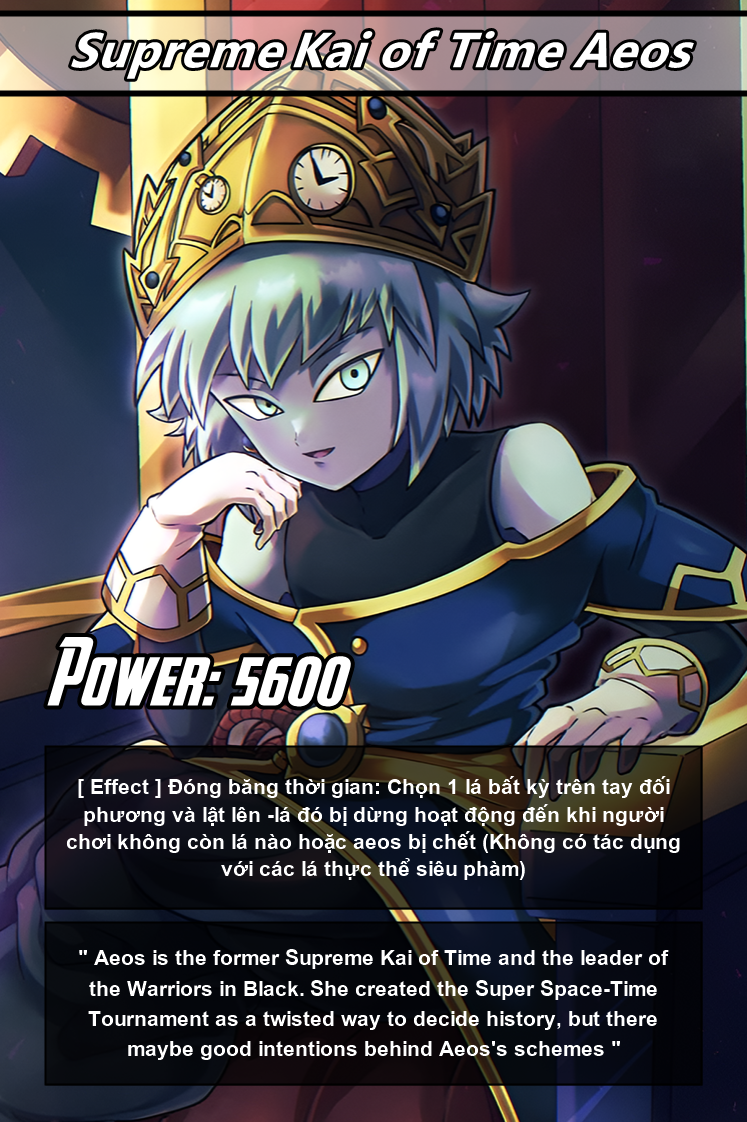 Supreme Kai of Time Aeos
Power: 5600
[ Effect ] Đóng băng thời gian: Chọn 1 lá bất kỳ trên tay đối
phương và lật lên -lá đó bị dừng hoạt động đến khi người
chơi không còn lá nào hoặc aeos bị chết (Không có tác dụng
với các lá thực thể siêu phàm)
" Aeos is the former Supreme Kai of Time and the leader of
the Warriors in Black. She created the Super Space-Time
Tournament as a twisted way to decide history, but there
maybe good intentions behind Aeos's schemes "